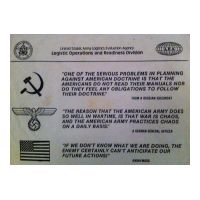 United States Army Logistics Evaluation Agency
Logistic Operations and Readiness Division
"ONE OF THE SERIOUS PROBLEMS IN PLANNING
AGAINST AMERICAN DOCTRINE IS THAT THE
AMERICANS DO NOT READ THEIR MANUALS NOR
DO THEY FEEL ANY OBLIGATIONS TO FOLLOW
THEIR DOCTRINE"
FROM A RUSSIAN DOCUMENT
"THE REASON THAT THE AMERICAN ARMY DOES
SO WELL IN WARTIME, IS THAT WAR IS CHAOS,
AND THE AMERICAN ARMY PRACTICES CHAOS
ON A DAILY BASIS"
A GERMAN GENERAL OFFICER
"IF WE DON'T KNOW WHAT WE ARE DOING, THE
ENEMY CERTAINLY CAN'T ANTICIPATE OUR
FUTURE ACTIONS!"
ANONYMOUS